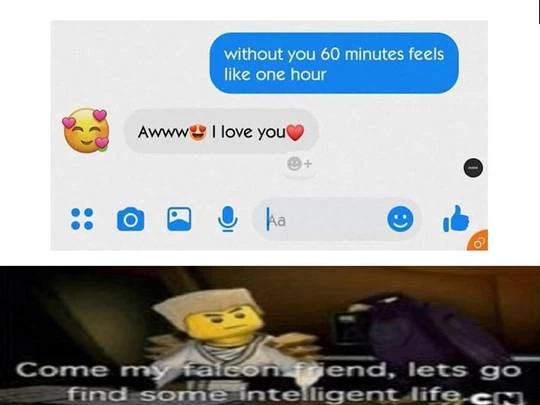 without you 60 minutes feels
like one hour
Awww😍 I love you❤️
Aa
Come my falcon friend, lets go
find some intelligent life
CN